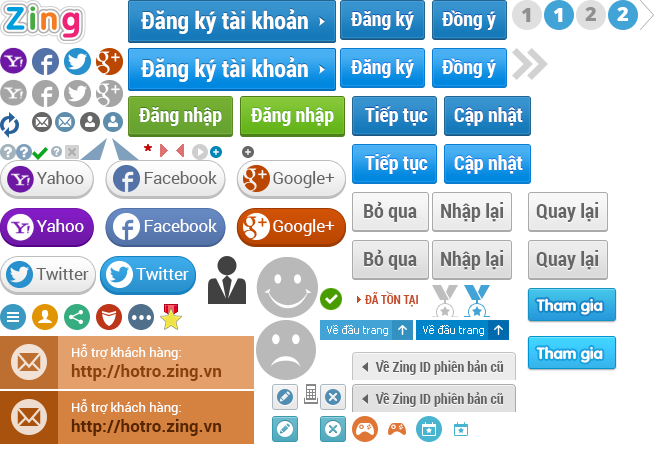 Zing
Đăng ký tài khoản
Đăng ký
Đồng ý
1 1 2 2
Đăng ký tài khoản
Đăng ký
Đồng ý
Đăng nhập
Đăng nhập
Tiếp tục
Cập nhật
Tiếp tục
Cập nhật
Yahoo
Facebook
Google+
Bỏ qua
Nhập lại
Quay lại
Yahoo
Facebook
Google+
Bỏ qua
Nhập lại
Quay lại
Twitter
Twitter
ĐÃ TỒN TẠI
Tham gia
Về đầu trang
Về đầu trang
Tham gia
Hỗ trợ khách hàng:
http://hotro.zing.vn
Về Zing ID phiên bản cũ
Hỗ trợ khách hàng:
http://hotro.zing.vn
Về Zing ID phiên bản cũ